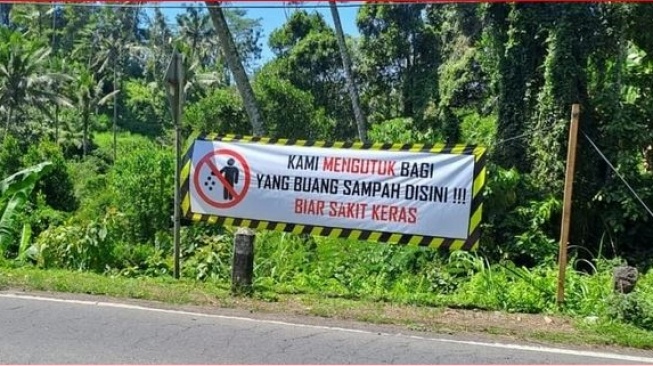 KAMI MENGUTUK BAGI
YANG BUANG SAMPAH DISINI !!!
BIAR SAKIT KERAS